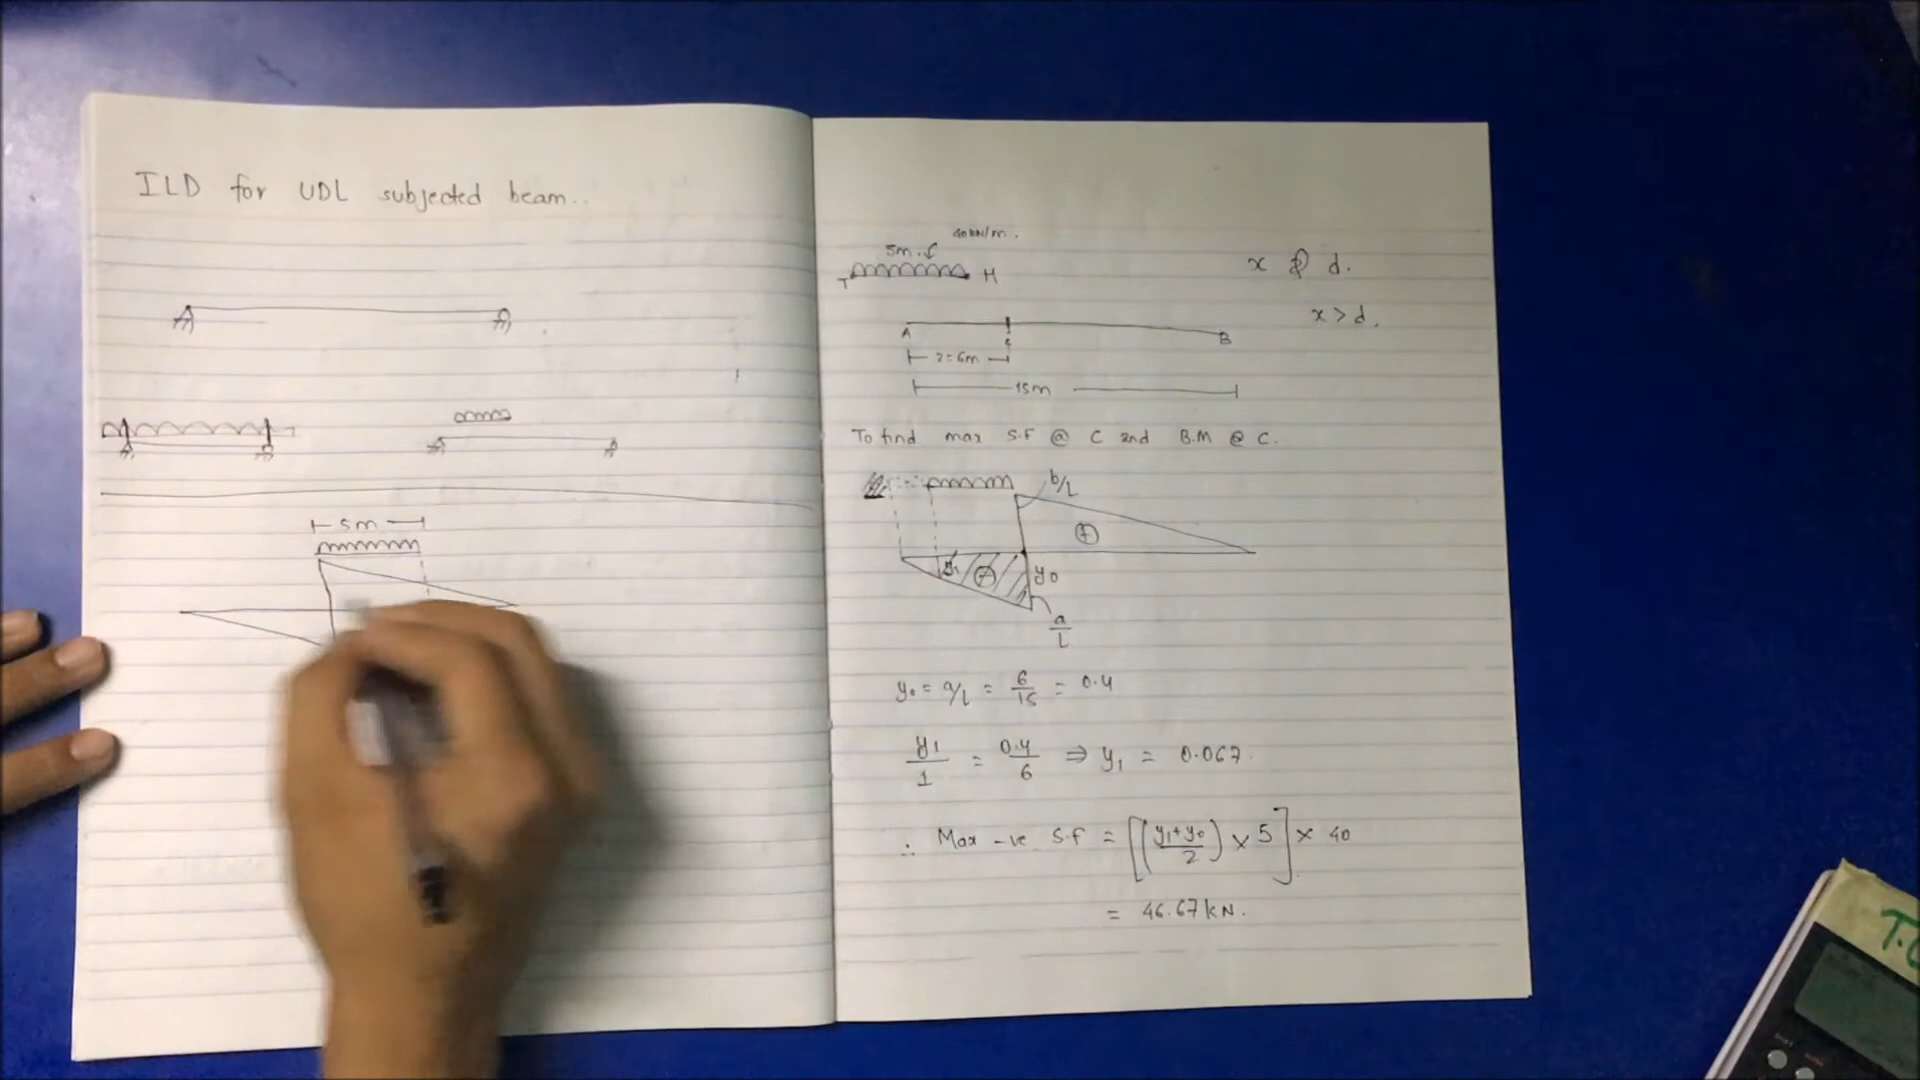 ILD for UDL subjected beam..
5m
40kN/m.
5m.
T H
x ≯ d.
x > d.
A C B
2=6m
15m
To find max S.F @ C and B.M @ C.
b/L
+
y1 y0
a/L
y0 = a/L = 6/15 = 0.4
y1/1 = 0.4/6 ⇒ y1 = 0.067.
∴ Max -ve S.F = [(y1+y0/2) × 5] × 40
= 46.67 kN.